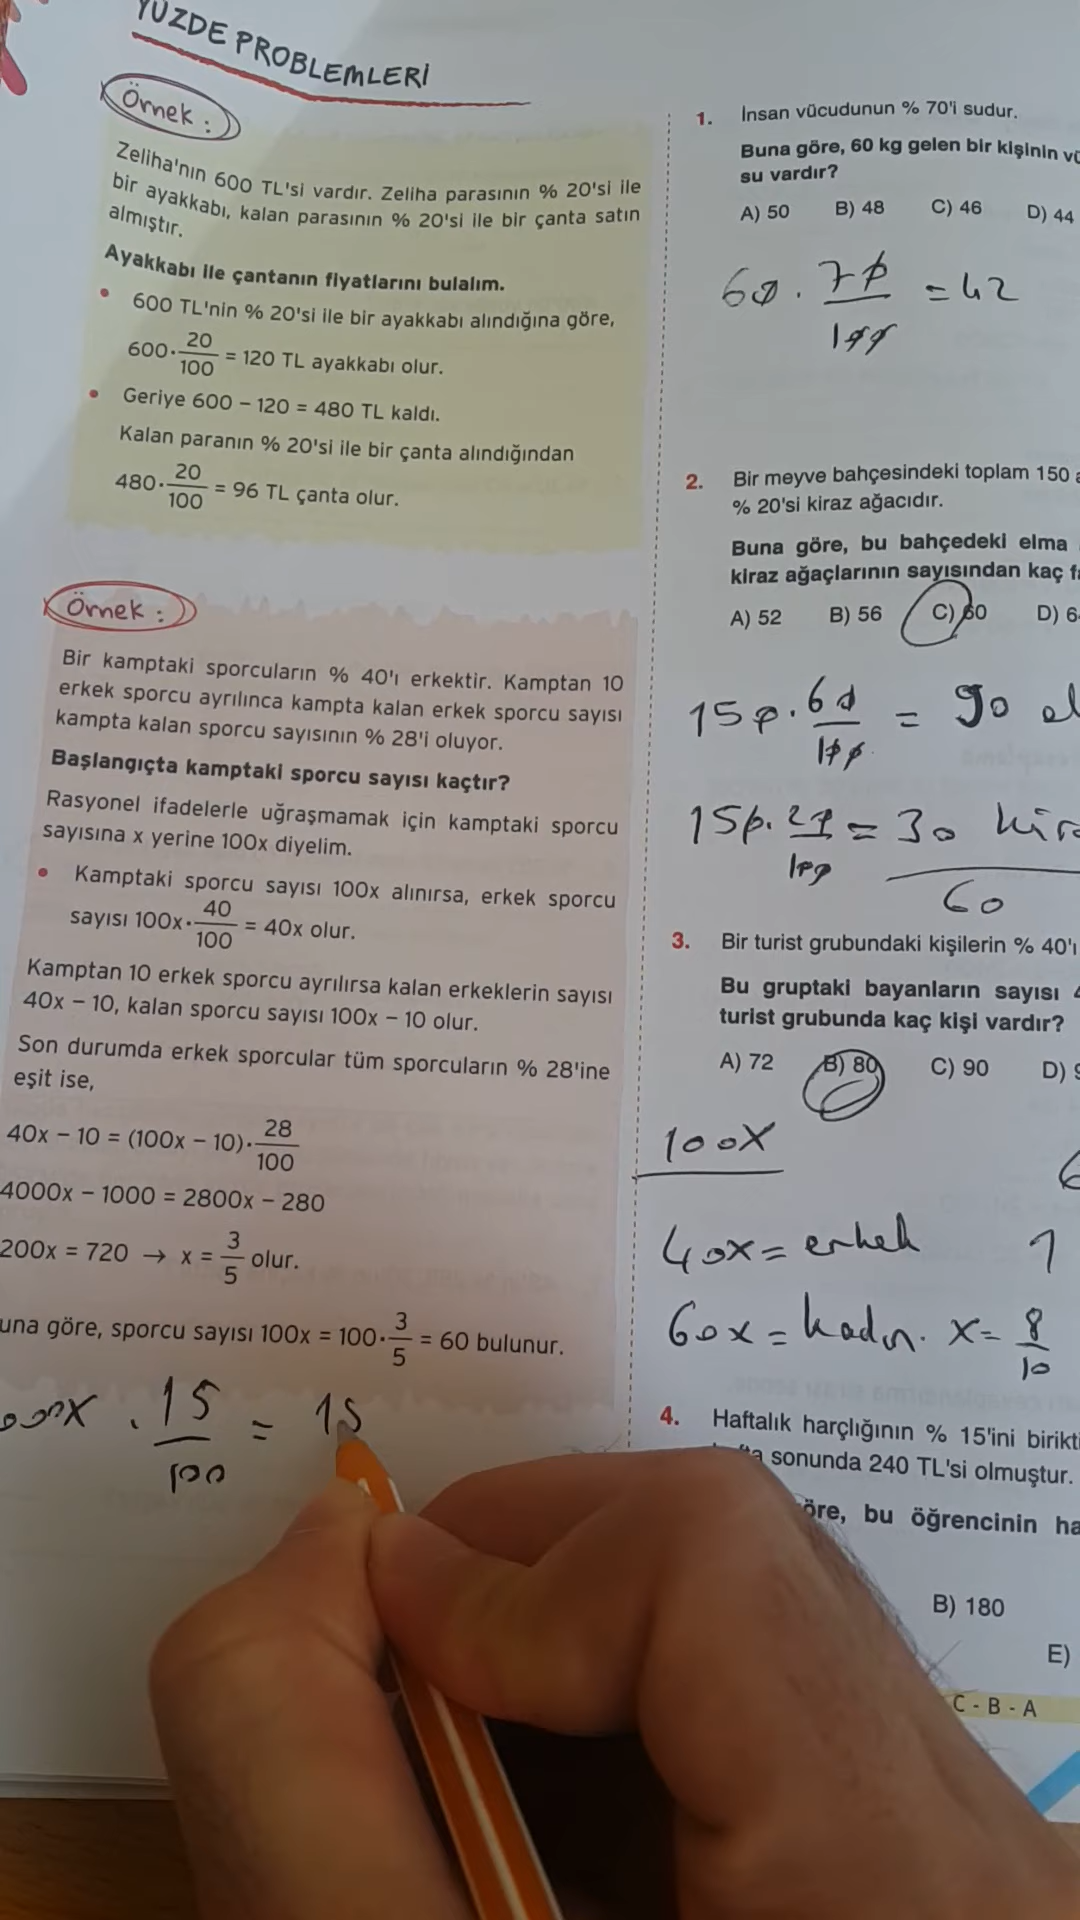 YÜZDE PROBLEMLERİ
Örnek :
Zeliha'nın 600 TL'si vardır. Zeliha parasının % 20'si ile
bir ayakkabı, kalan parasının % 20'si ile bir çanta satın
almıştır.
Ayakkabı ile çantanın fiyatlarını bulalım.
• 600 TL'nin % 20'si ile bir ayakkabı alındığına göre,
600·20/100 = 120 TL ayakkabı olur.
• Geriye 600 – 120 = 480 TL kaldı.
Kalan paranın % 20'si ile bir çanta alındığından
480·20/100 = 96 TL çanta olur.
Örnek :
Bir kamptaki sporcuların % 40'ı erkektir. Kamptan 10
erkek sporcu ayrılınca kampta kalan erkek sporcu sayısı
kampta kalan sporcu sayısının % 28'i oluyor.
Başlangıçta kamptaki sporcu sayısı kaçtır?
Rasyonel ifadelerle uğraşmamak için kamptaki sporcu
sayısına x yerine 100x diyelim.
• Kamptaki sporcu sayısı 100x alınırsa, erkek sporcu
sayısı 100x·40/100 = 40x olur.
Kamptan 10 erkek sporcu ayrılırsa kalan erkeklerin sayısı
40x – 10, kalan sporcu sayısı 100x – 10 olur.
Son durumda erkek sporcular tüm sporcuların % 28'ine
eşit ise,
40x – 10 = (100x – 10)·28/100
4000x – 1000 = 2800x – 280
200x = 720 → x = 3/5 olur.
una göre, sporcu sayısı 100x = 100·3/5 = 60 bulunur.
x . 15/100 = 15
1. İnsan vücudunun % 70'i sudur.
Buna göre, 60 kg gelen bir kişinin vü
su vardır?
A) 50 B) 48 C) 46 D) 44
60 . 70/100 = 42
2. Bir meyve bahçesindeki toplam 150 a
% 20'si kiraz ağacıdır.
Buna göre, bu bahçedeki elma
kiraz ağaçlarının sayısından kaç fa
A) 52 B) 56 C) 60 D) 6
150 . 60/100 = 90 el
150 . 20/100 = 30 kira
60
3. Bir turist grubundaki kişilerin % 40'ı
Bu gruptaki bayanların sayısı 4
turist grubunda kaç kişi vardır?
A) 72 B) 80 C) 90 D) 9
100x
40x = erkek 1
60x = kadın. x = 8/10
4. Haftalık harçlığının % 15'ini birikti
sonunda 240 TL'si olmuştur.
öre, bu öğrencinin ha
B) 180
E)
C - B - A